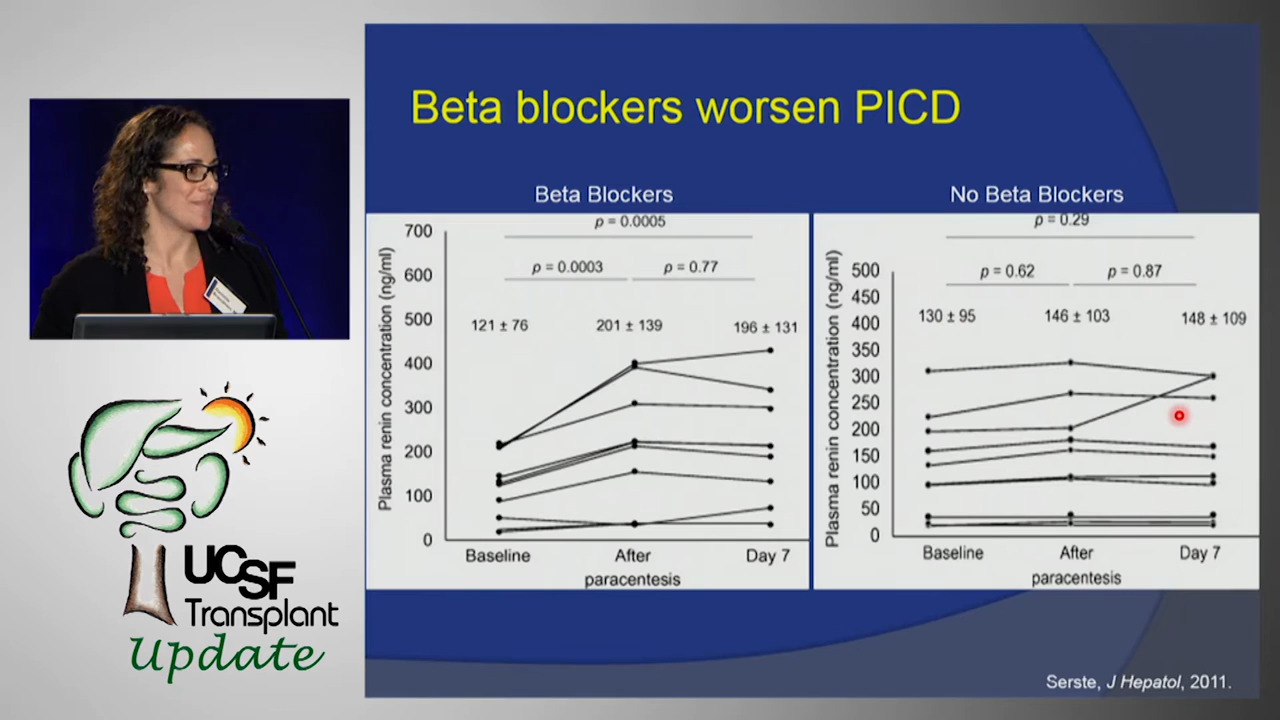 Beta blockers worsen PICD
Beta Blockers
p = 0.0005
p = 0.0003
p = 0.77
121 ± 76
201 ± 139
196 ± 131
Plasma renin concentration (ng/ml)
700
600
500
400
300
200
100
0
Baseline
After
paracentesis
Day 7
No Beta Blockers
p = 0.29
p = 0.62
p = 0.87
130 ± 95
146 ± 103
148 ± 109
Plasma renin concentration (ng/ml)
500
450
400
350
300
250
200
150
100
50
0
Baseline
After
paracentesis
Day 7
Serste, J Hepatol, 2011.
UCSF
Transplant
Update